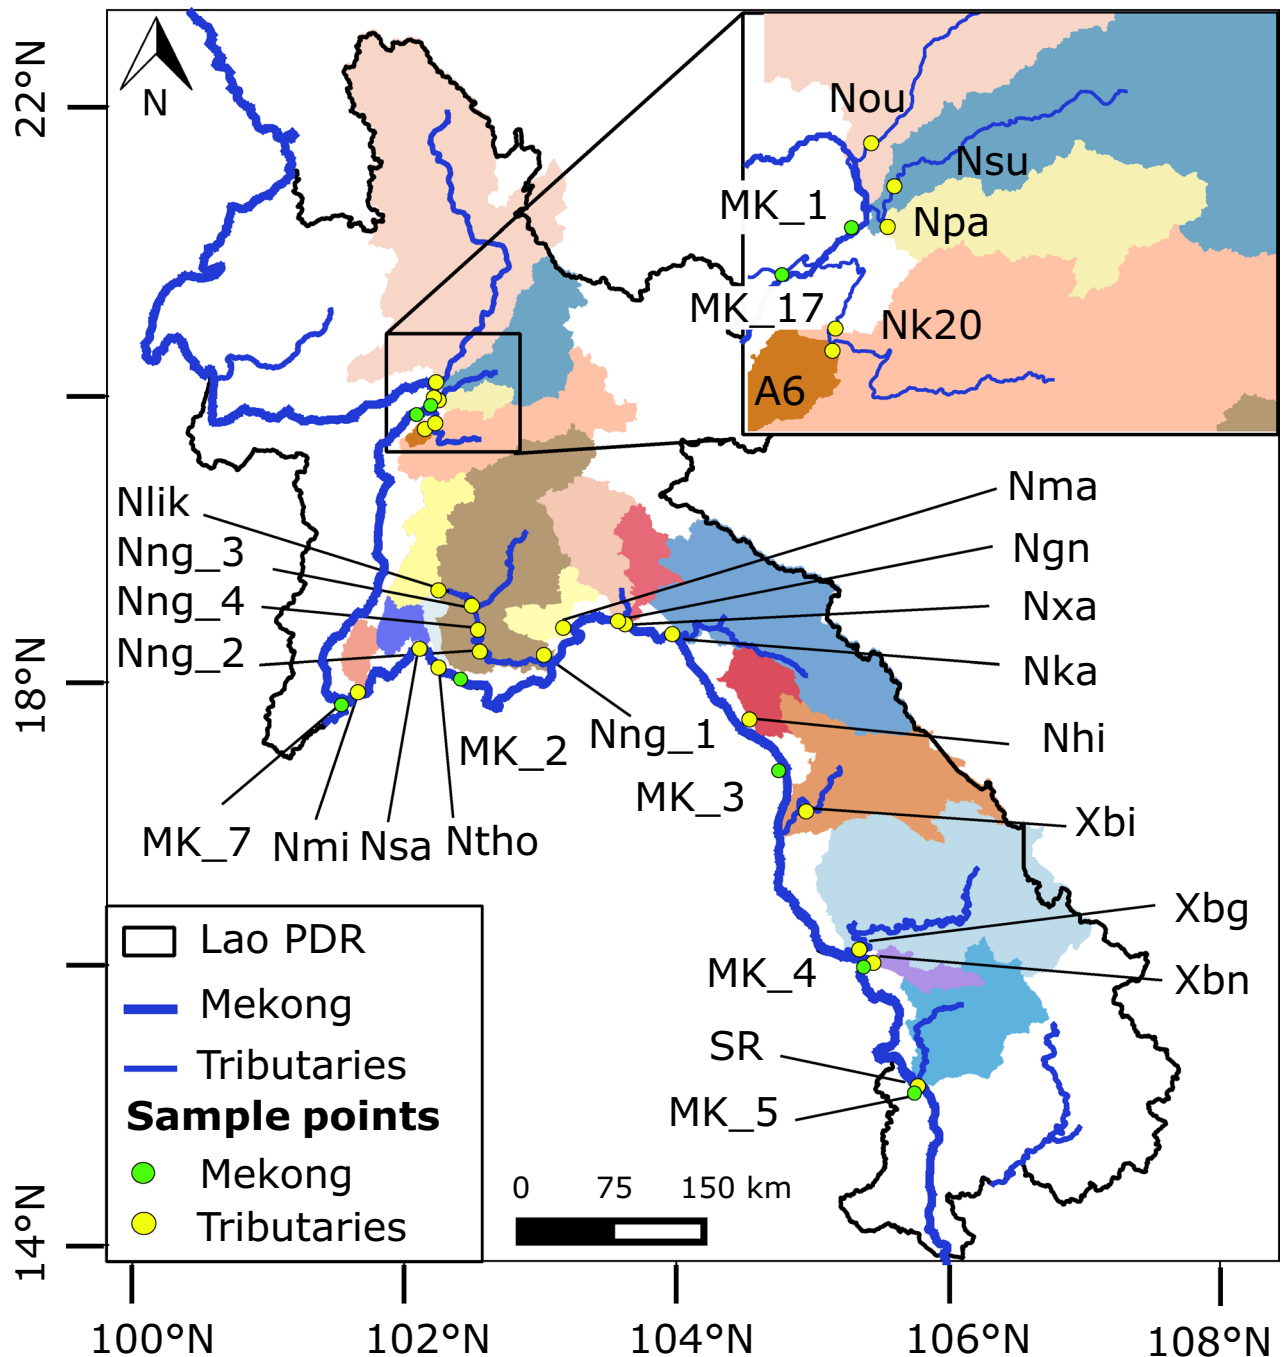 22°N
18°N
14°N
N
Nou
Nsu
MK_1
Npa
MK_17
Nk20
A6
Nlik
Nng_3
Nng_4
Nng_2
Nma
Ngn
Nxa
Nka
Nhi
Xbi
Nng_1
MK_2
MK_3
MK_7
Nmi
Nsa
Ntho
Xbg
Xbn
MK_4
SR
MK_5
Lao PDR
Mekong
Tributaries
Sample points
Mekong
Tributaries
0 75 150 km
100°N 102°N 104°N 106°N 108°N